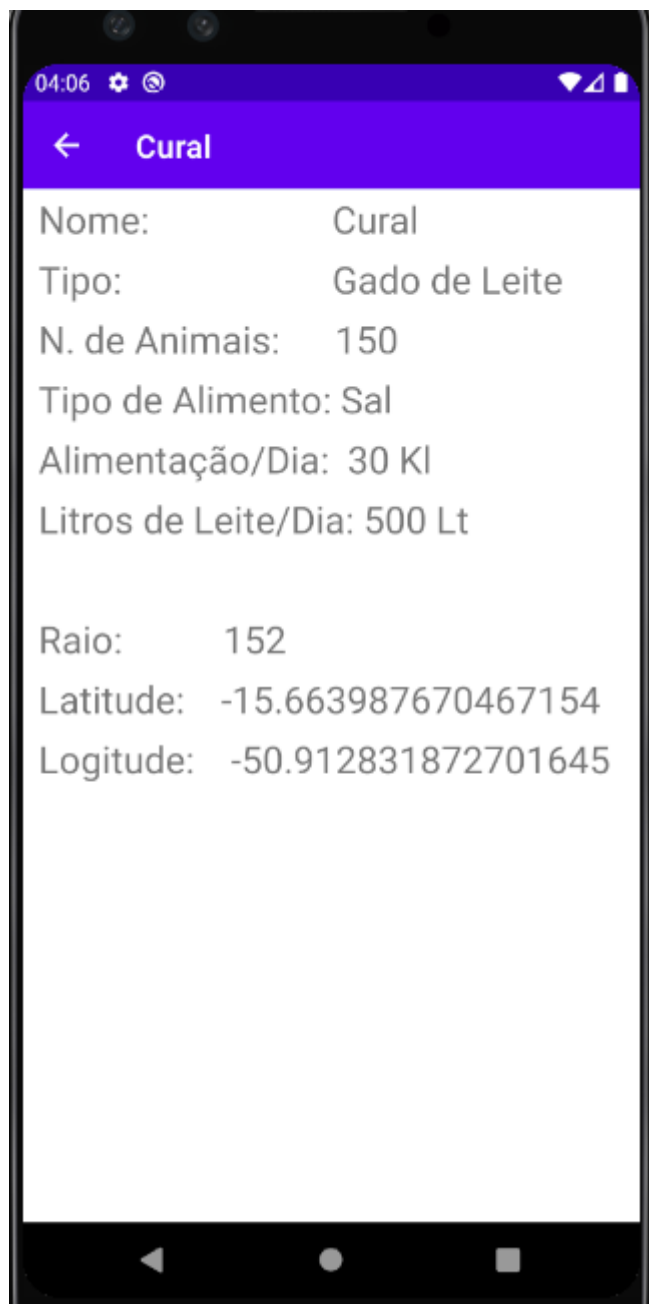 04:06
Cural
Nome: Cural
Tipo: Gado de Leite
N. de Animais: 150
Tipo de Alimento: Sal
Alimentação/Dia: 30 Kl
Litros de Leite/Dia: 500 Lt
Raio: 152
Latitude: -15.663987670467154
Logitude: -50.912831872701645